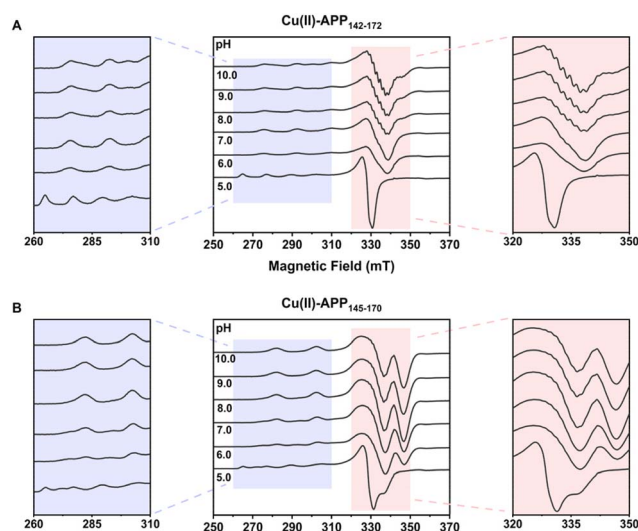 A
Cu(II)-APP142-172
pH
10.0
9.0
8.0
7.0
6.0
5.0
260 285 310
250 270 290 310 330 350 370
320 335 350
Magnetic Field (mT)
B
Cu(II)-APP145-170
pH
10.0
9.0
8.0
7.0
6.0
5.0
260 285 310
250 270 290 310 330 350 370
320 335 350
Magnetic Field (mT)